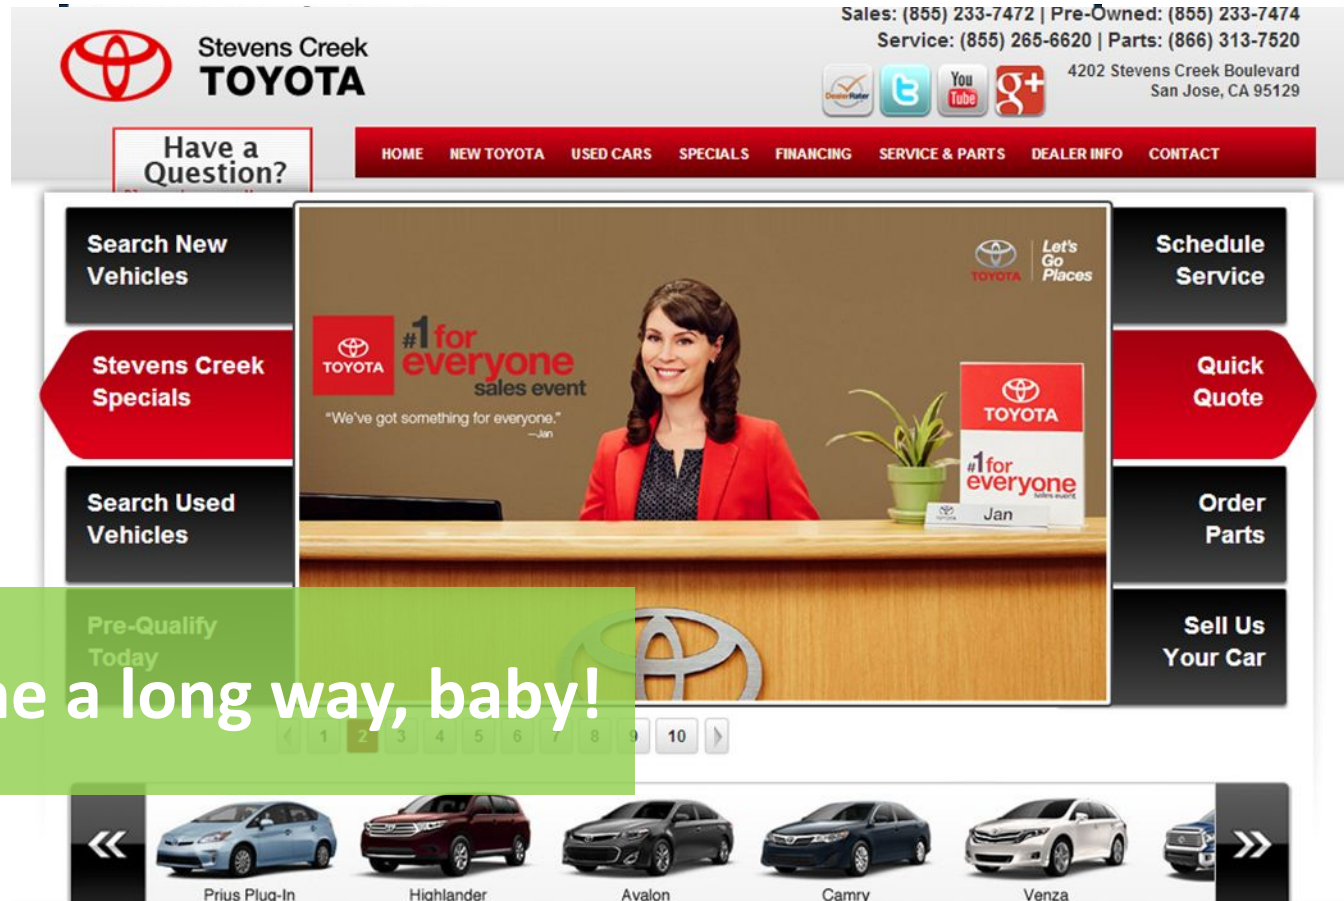 Sales: (855) 233-7472 | Pre-Owned: (855) 233-7474
Service: (855) 265-6620 | Parts: (866) 313-7520
4202 Stevens Creek Boulevard
San Jose, CA 95129
Stevens Creek
TOYOTA
DealerRater
You
Tube
g+
Have a
Question?
HOME NEW TOYOTA USED CARS SPECIALS FINANCING SERVICE & PARTS DEALER INFO CONTACT
Search New
Vehicles
Stevens Creek
Specials
Search Used
Vehicles
Pre-Qualify
Today
TOYOTA
Let's
Go
Places
TOYOTA
#1 for
everyone
sales event
"We've got something for everyone."
—Jan
TOYOTA
#1 for
everyone
sales event
TOYOTA
Jan
Schedule
Service
Quick
Quote
Order
Parts
Sell Us
Your Car
a long way, baby!
1 2 3 4 5 6 7 8 9 10
Prius Plug-In Highlander Avalon Camry Venza